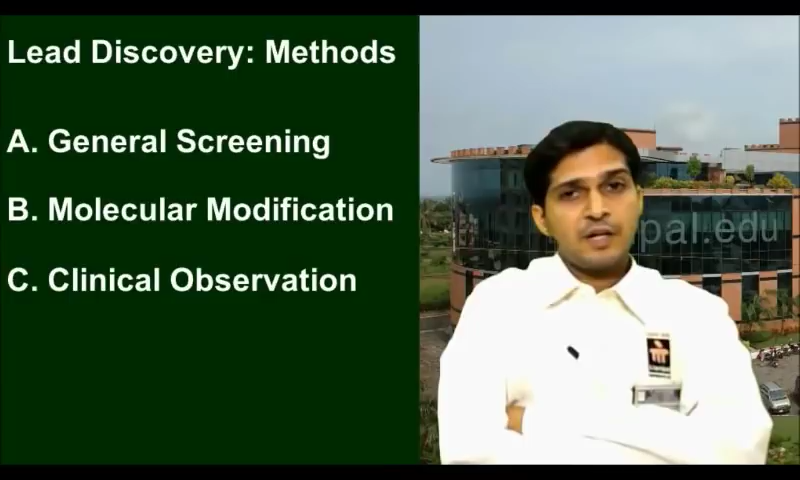 Lead Discovery: Methods
A. General Screening
B. Molecular Modification
C. Clinical Observation
pal.edu